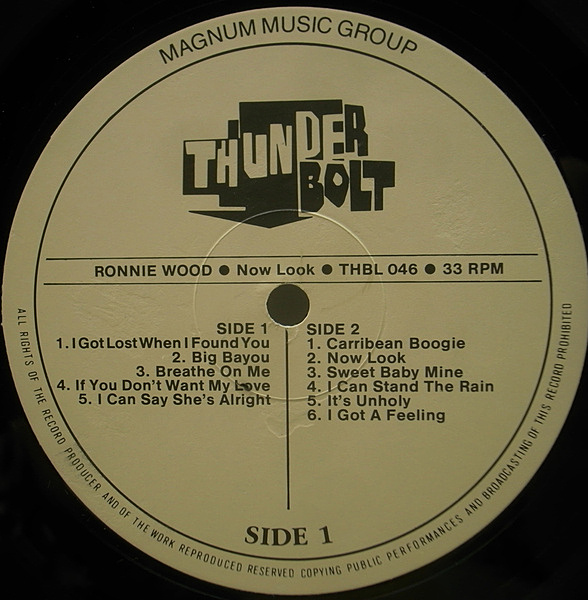 MAGNUM MUSIC GROUP
THUNDER
BOLT
RONNIE WOOD ● Now Look ● THBL 046 ● 33 RPM
SIDE 1
1. I Got Lost When I Found You
2. Big Bayou
3. Breathe On Me
4. If You Don't Want My Love
5. I Can Say She's Alright
SIDE 2
1. Carribean Boogie
2. Now Look
3. Sweet Baby Mine
4. I Can Stand The Rain
5. It's Unholy
6. I Got A Feeling
SIDE 1
ALL RIGHTS OF THE RECORD PRODUCER AND OF THE WORK REPRODUCED RESERVED COPYING PUBLIC PERFORMANCES AND BROADCASTING OF THIS RECORD PROHIBITED